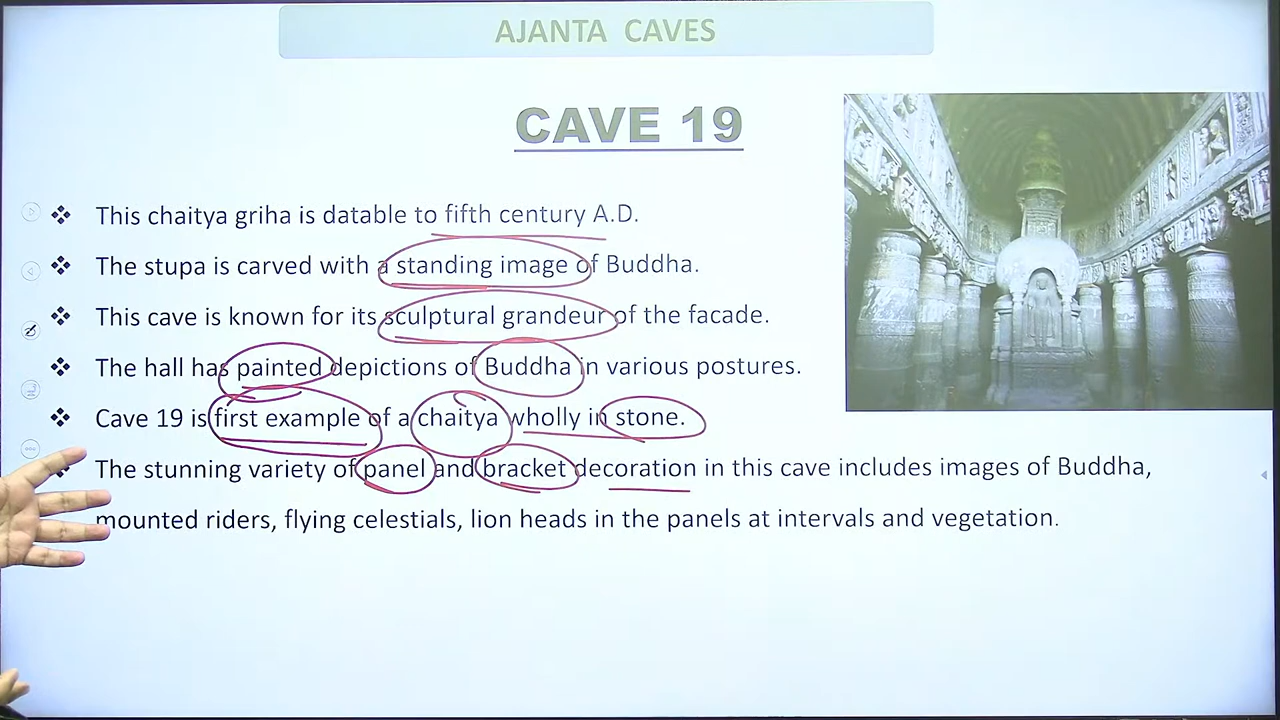 AJANTA CAVES
CAVE 19
❖ This chaitya griha is datable to fifth century A.D.
❖ The stupa is carved with a standing image of Buddha.
❖ This cave is known for its sculptural grandeur of the facade.
❖ The hall has painted depictions of Buddha in various postures.
❖ Cave 19 is first example of a chaitya wholly in stone.
❖ The stunning variety of panel and bracket decoration in this cave includes images of Buddha,
mounted riders, flying celestials, lion heads in the panels at intervals and vegetation.